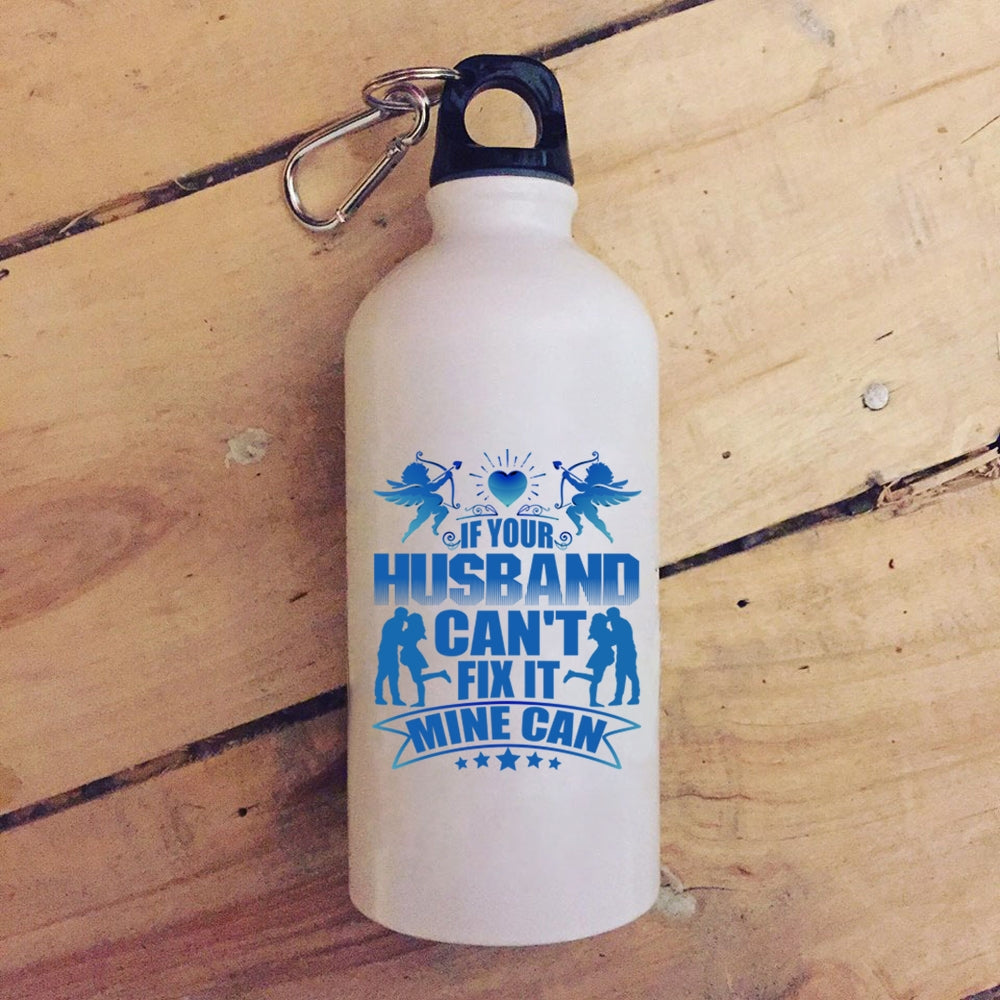 IF YOUR
HUSBAND
CAN'T
FIX IT
MINE CAN